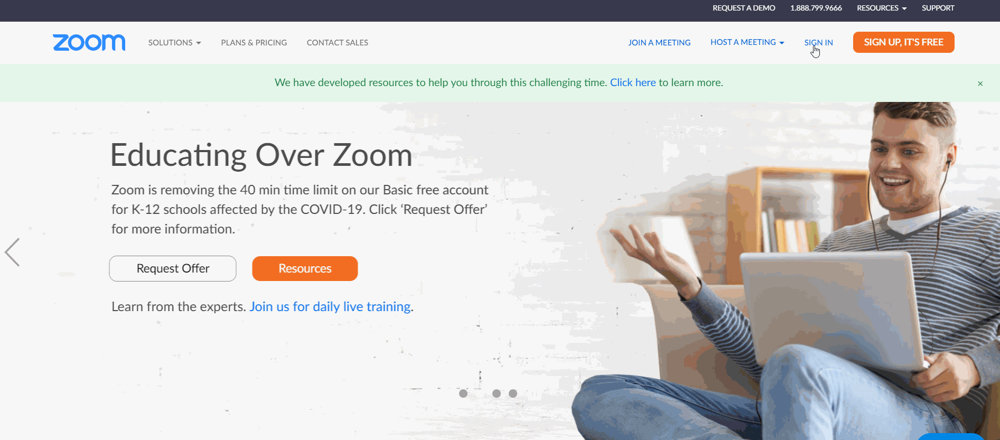 REQUEST A DEMO 1.888.799.9666 RESOURCES SUPPORT
zoom SOLUTIONS PLANS & PRICING CONTACT SALES JOIN A MEETING HOST A MEETING SIGN IN SIGN UP, IT'S FREE
We have developed resources to help you through this challenging time. Click here to learn more. ×
Educating Over Zoom
Zoom is removing the 40 min time limit on our Basic free account
for K-12 schools affected by the COVID-19. Click ‘Request Offer’
for more information.
Request Offer Resources
Learn from the experts. Join us for daily live training.